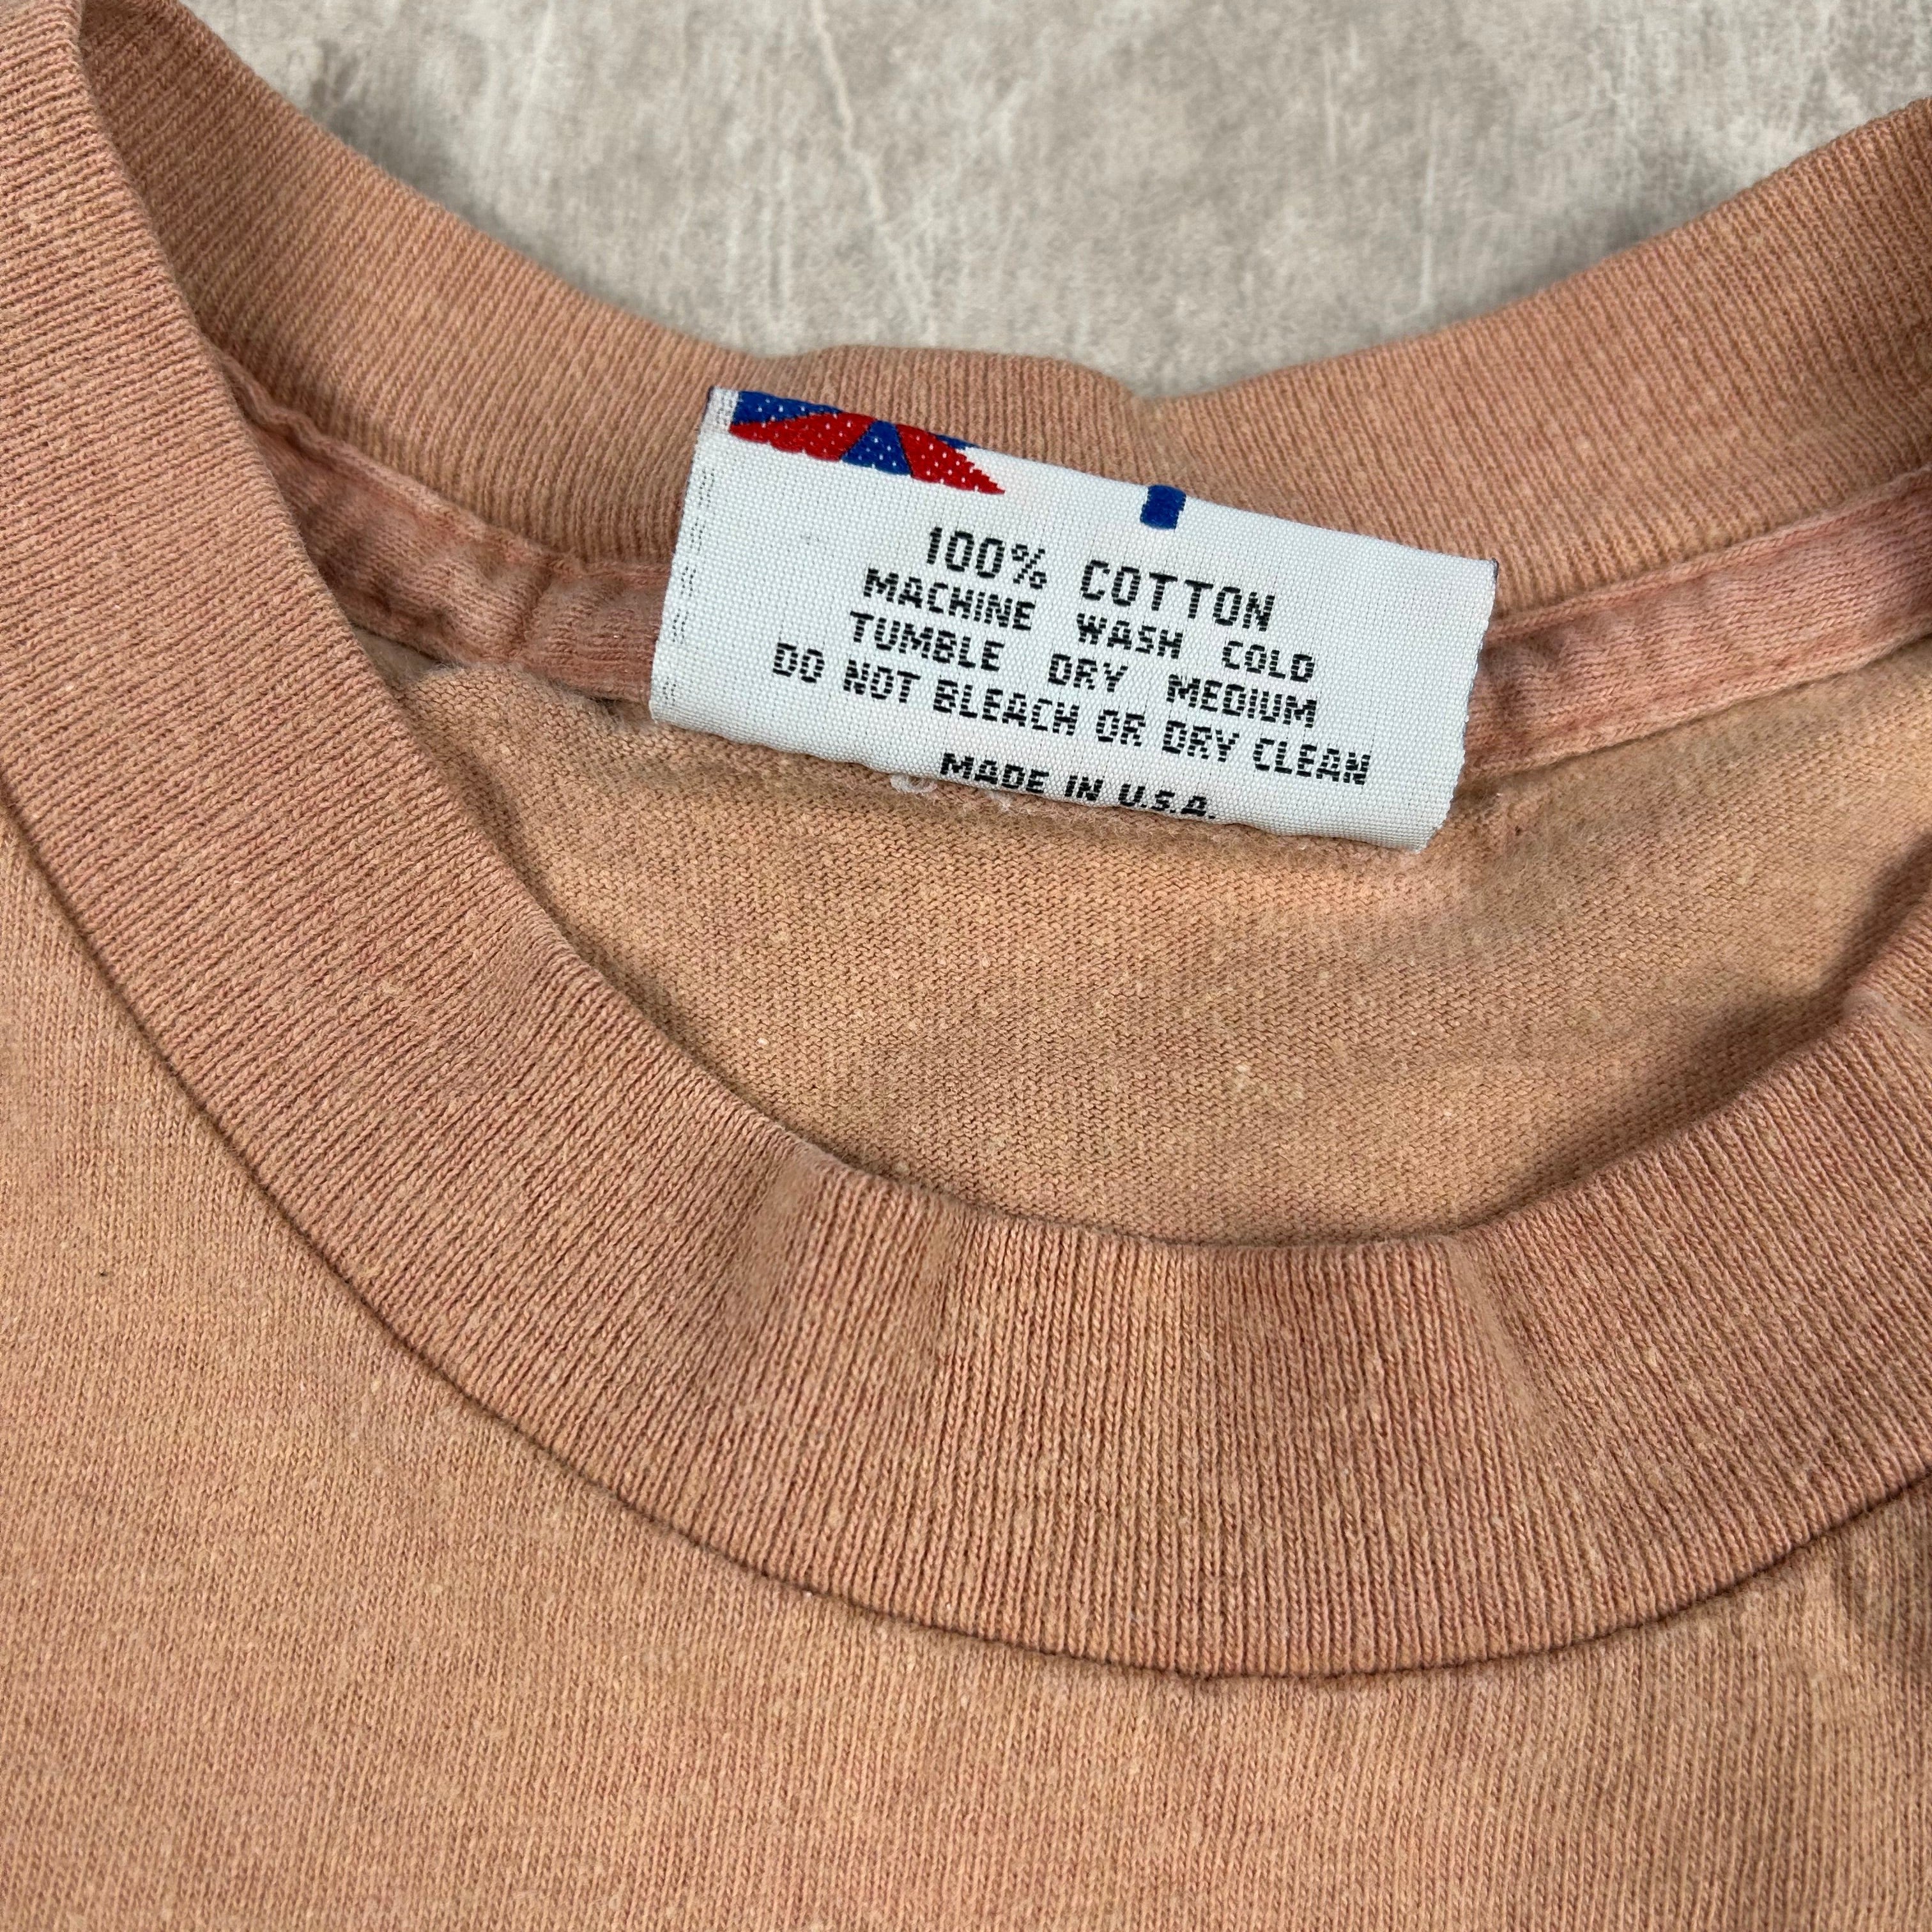 100% COTTON
MACHINE WASH COLD
TUMBLE DRY MEDIUM
DO NOT BLEACH OR DRY CLEAN
MADE IN U.S.A.